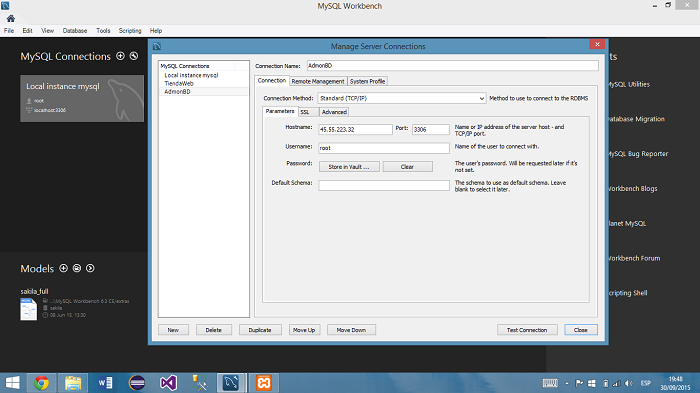 MySQL Workbench
File Edit View Database Tools Scripting Help
MySQL Connections
Local instance mysql
root
localhost:3306
Models
sakila_full
...\MySQL Workbench 6.3 CE\extras
sakila
08 Jun 15, 13:30
Manage Server Connections
MySQL Connections
Local instance mysql
TiendaWeb
AdmonBD
Connection Name: AdmonBD
Connection Remote Management System Profile
Connection Method: Standard (TCP/IP) Method to use to connect to the RDBMS
Parameters SSL Advanced
Hostname: 45.55.223.32 Port: 3306 Name or IP address of the server host - and
TCP/IP port.
Username: root Name of the user to connect with.
Password: Store in Vault ... Clear The user's password. Will be requested later if it's
not set.
Default Schema: The schema to use as default schema. Leave
blank to select it later.
New Delete Duplicate Move Up Move Down Test Connection Close
ts
MySQL Utilities
Database Migration
MySQL Bug Reporter
Workbench Blogs
lanet MySQL
Workbench Forum
cripting Shell
ESP
19:48
30/09/2015